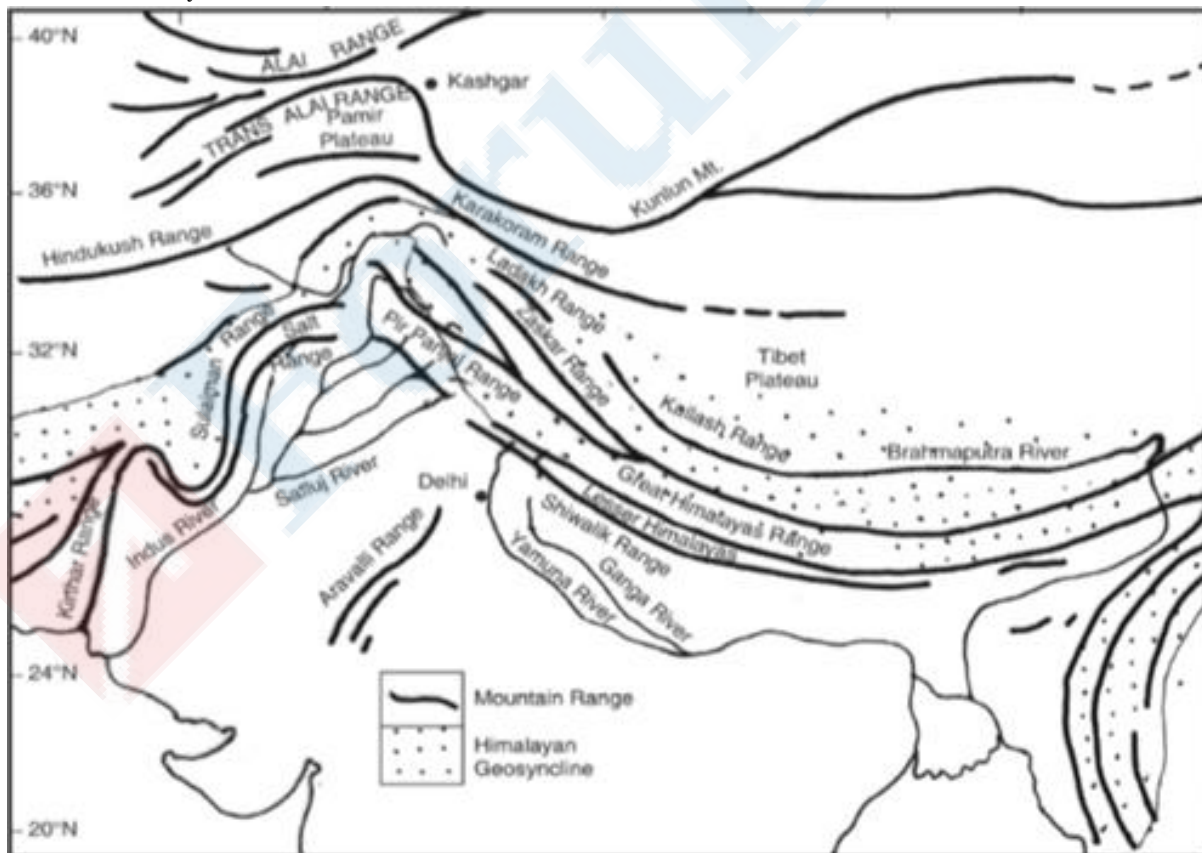 40°N
ALAI RANGE
Kashgar
TRANS ALAI RANGE
Pamir
Plateau
36°N
Kunlun Mt.
Karakoram Range
Hindukush Range
Ladakh Range
Zaskar Range
Sulaiman Range
Salt
Range
Pir Panjal Range
32°N
Tibet
Plateau
Kailash Range
Brahmaputra River
Satluj River
Delhi
Great Himalayas Range
Lesser Himalayas
Shiwalik Range
Indus River
Kirthar Range
Aravalli Range
Ganga River
Yamuna River
24°N
Mountain Range
Himalayan
Geosyncline
20°N